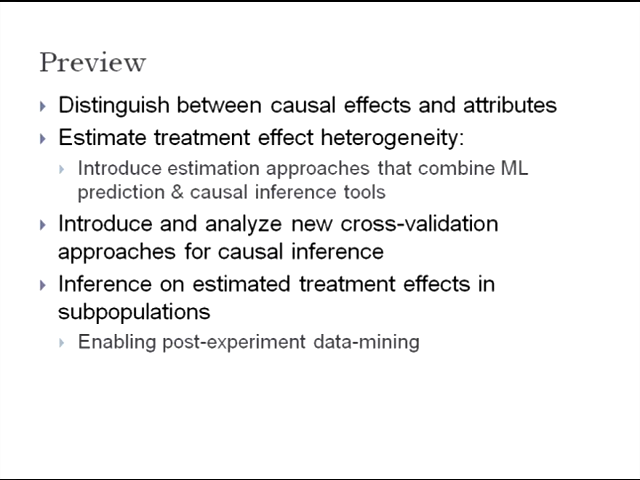 Preview
Distinguish between causal effects and attributes
Estimate treatment effect heterogeneity:
Introduce estimation approaches that combine ML
prediction & causal inference tools
Introduce and analyze new cross-validation
approaches for causal inference
Inference on estimated treatment effects in
subpopulations
Enabling post-experiment data-mining